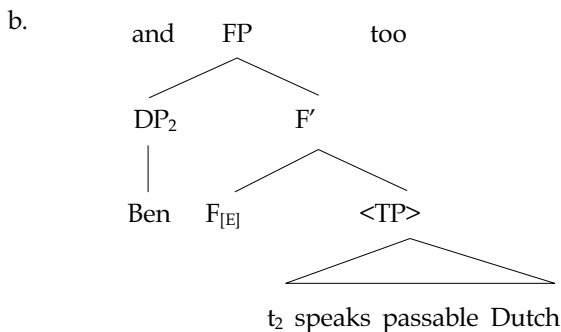 b. and FP too
DP₂ F′
Ben F[E] <TP>
t₂ speaks passable Dutch